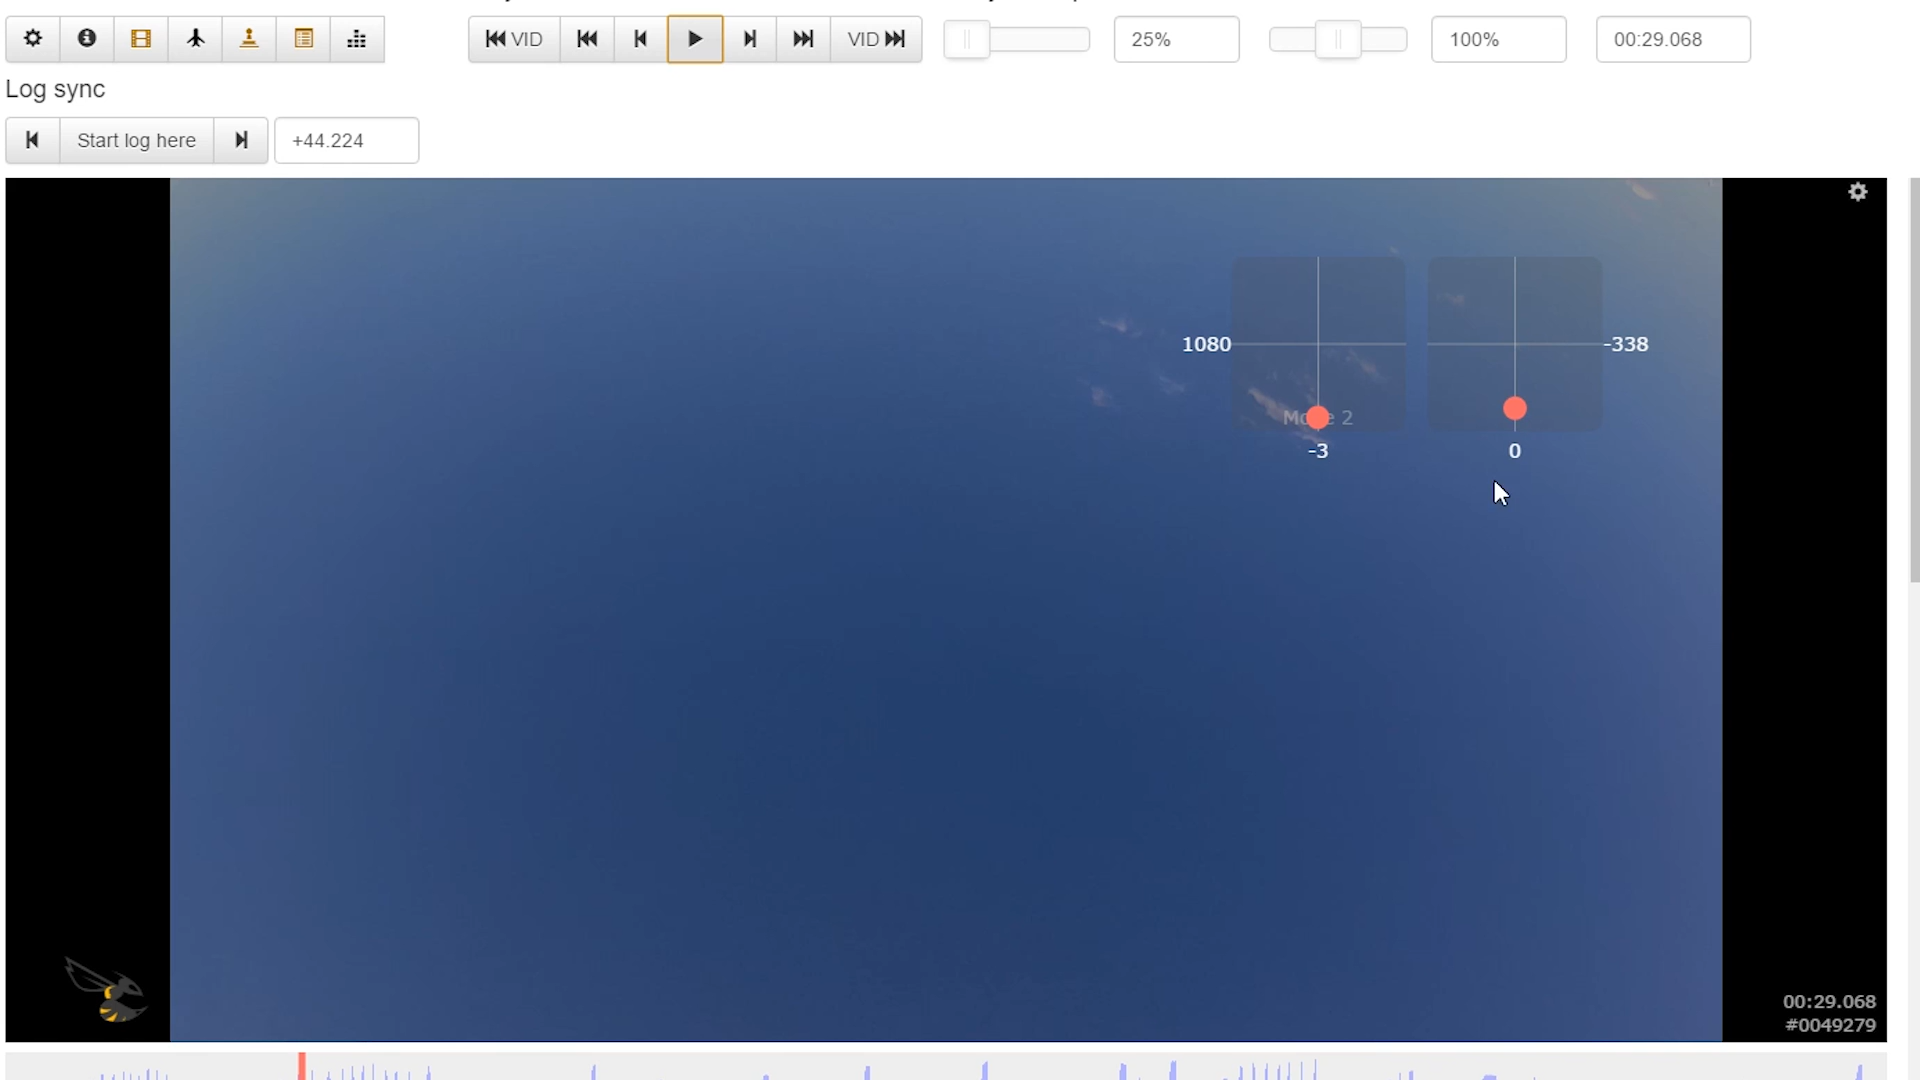 VID
VID
25%
100%
00:29.068
Log sync
Start log here
+44.224
1080
-338
Mode 2
-3
0
00:29.068
#0049279